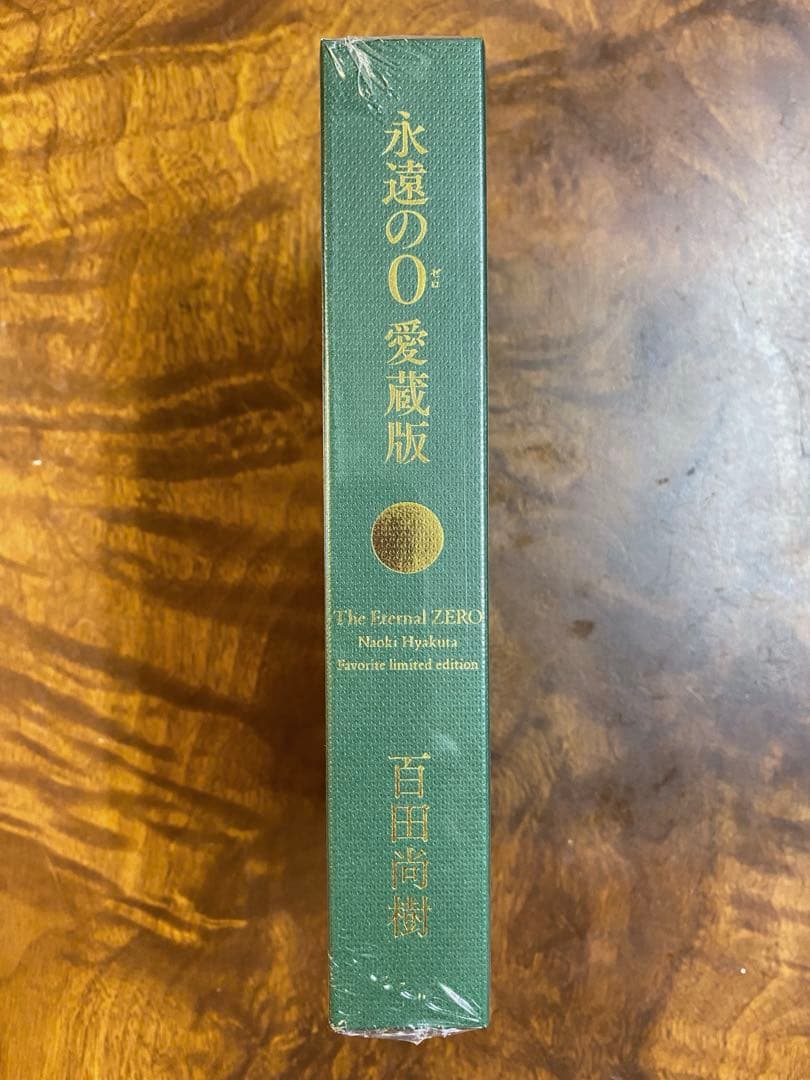 永遠の0 愛蔵版
ゼロ
The Eternal ZERO
Naoki Hyakuta
Favorite limited edition
百田尚樹